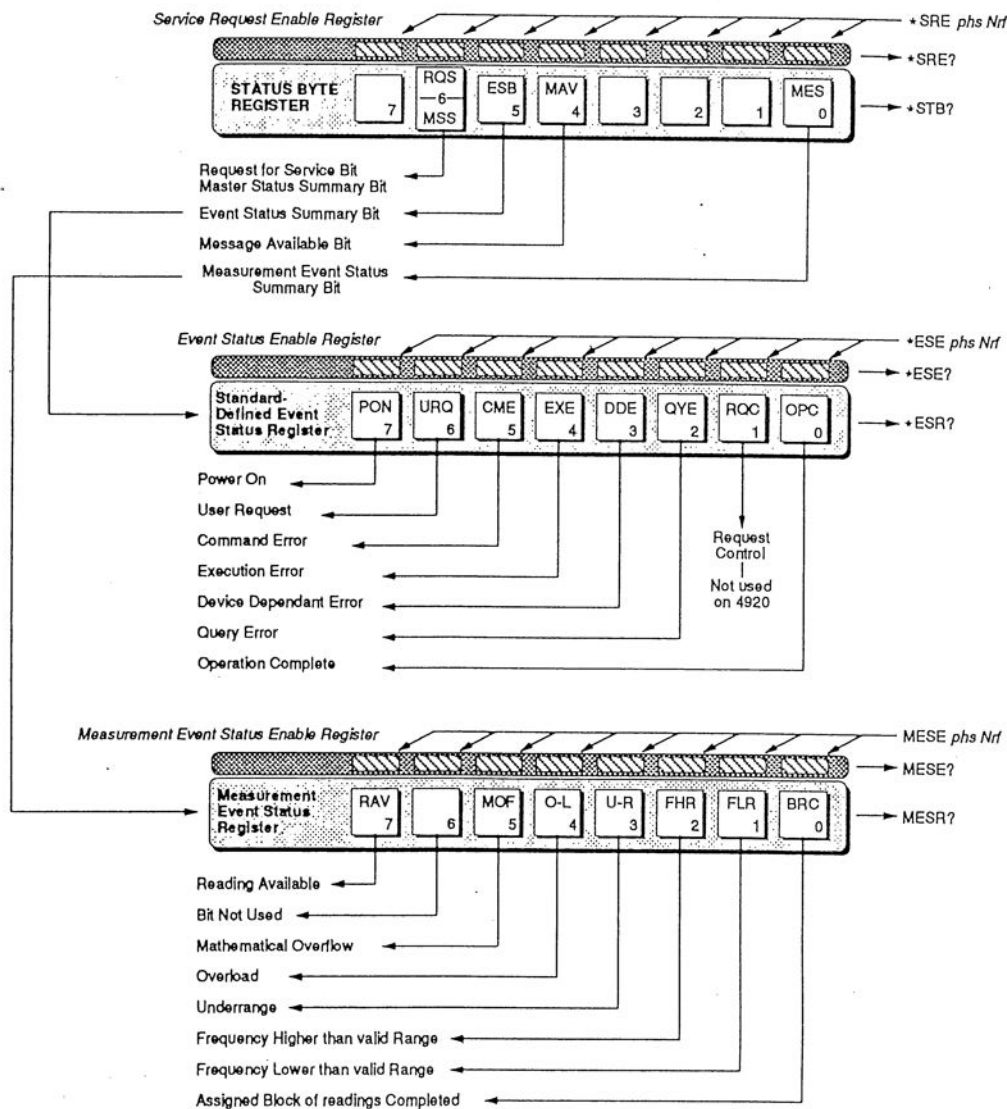 Service Request Enable Register
*SRE phs Nrf
*SRE?
STATUS BYTE
REGISTER
7
RQS
6
MSS
ESB
5
MAV
4
3
2
1
MES
0
*STB?
Request for Service Bit
Master Status Summary Bit
Event Status Summary Bit
Message Available Bit
Measurement Event Status
Summary Bit
Event Status Enable Register
*ESE phs Nrf
*ESE?
Standard-
Defined Event
Status Register
PON
7
URQ
6
CME
5
EXE
4
DDE
3
QYE
2
RQC
1
OPC
0
*ESR?
Power On
User Request
Command Error
Execution Error
Device Dependant Error
Query Error
Operation Complete
Request
Control
Not used
on 4920
Measurement Event Status Enable Register
MESE phs Nrf
MESE?
Measurement
Event Status
Register
RAV
7
6
MOF
5
O-L
4
U-R
3
FHR
2
FLR
1
BRC
0
MESR?
Reading Available
Bit Not Used
Mathematical Overflow
Overload
Underrange
Frequency Higher than valid Range
Frequency Lower than valid Range
Assigned Block of readings Completed